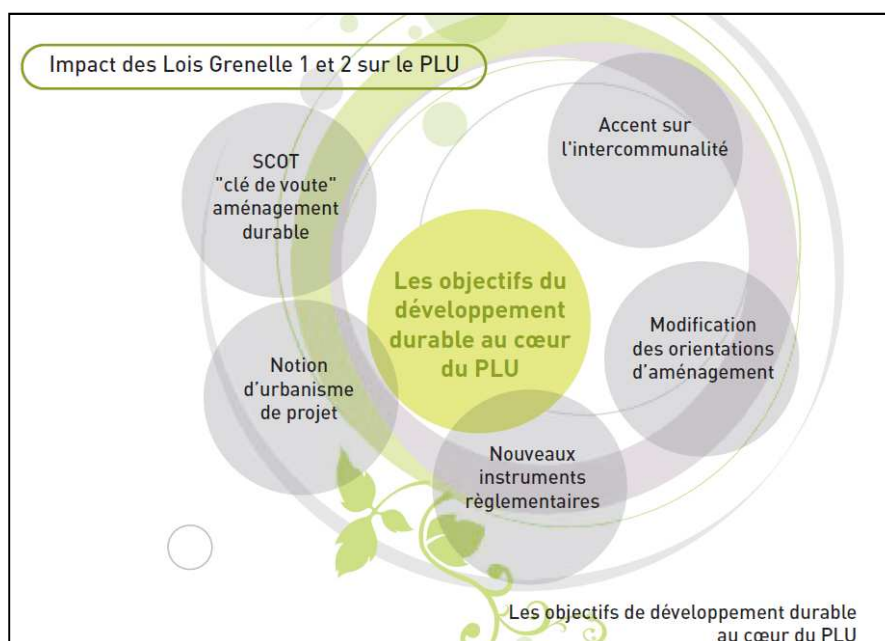 Impact des Lois Grenelle 1 et 2 sur le PLU
SCOT
"clé de voute"
aménagement
durable
Accent sur
l'intercommunalité
Les objectifs du
développement
durable au cœur
du PLU
Modification
des orientations
d'aménagement
Notion
d'urbanisme
de projet
Nouveaux
instruments
règlementaires
Les objectifs de développement durable
au cœur du PLU